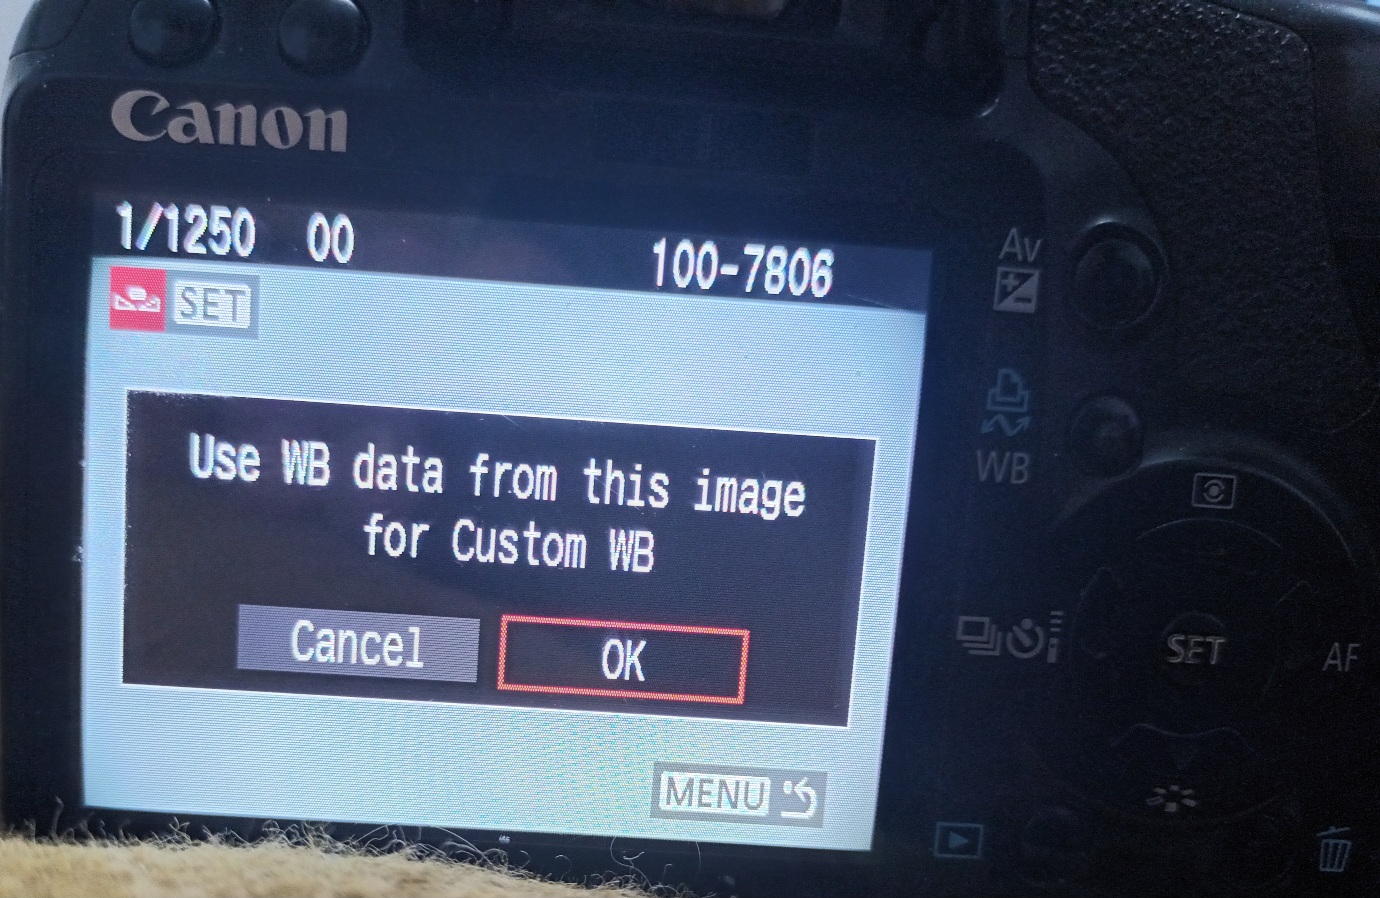 Canon
1/1250 00 100-7806
SET
Use WB data from this image
for Custom WB
Cancel OK
MENU
Av
WB
SET
AF